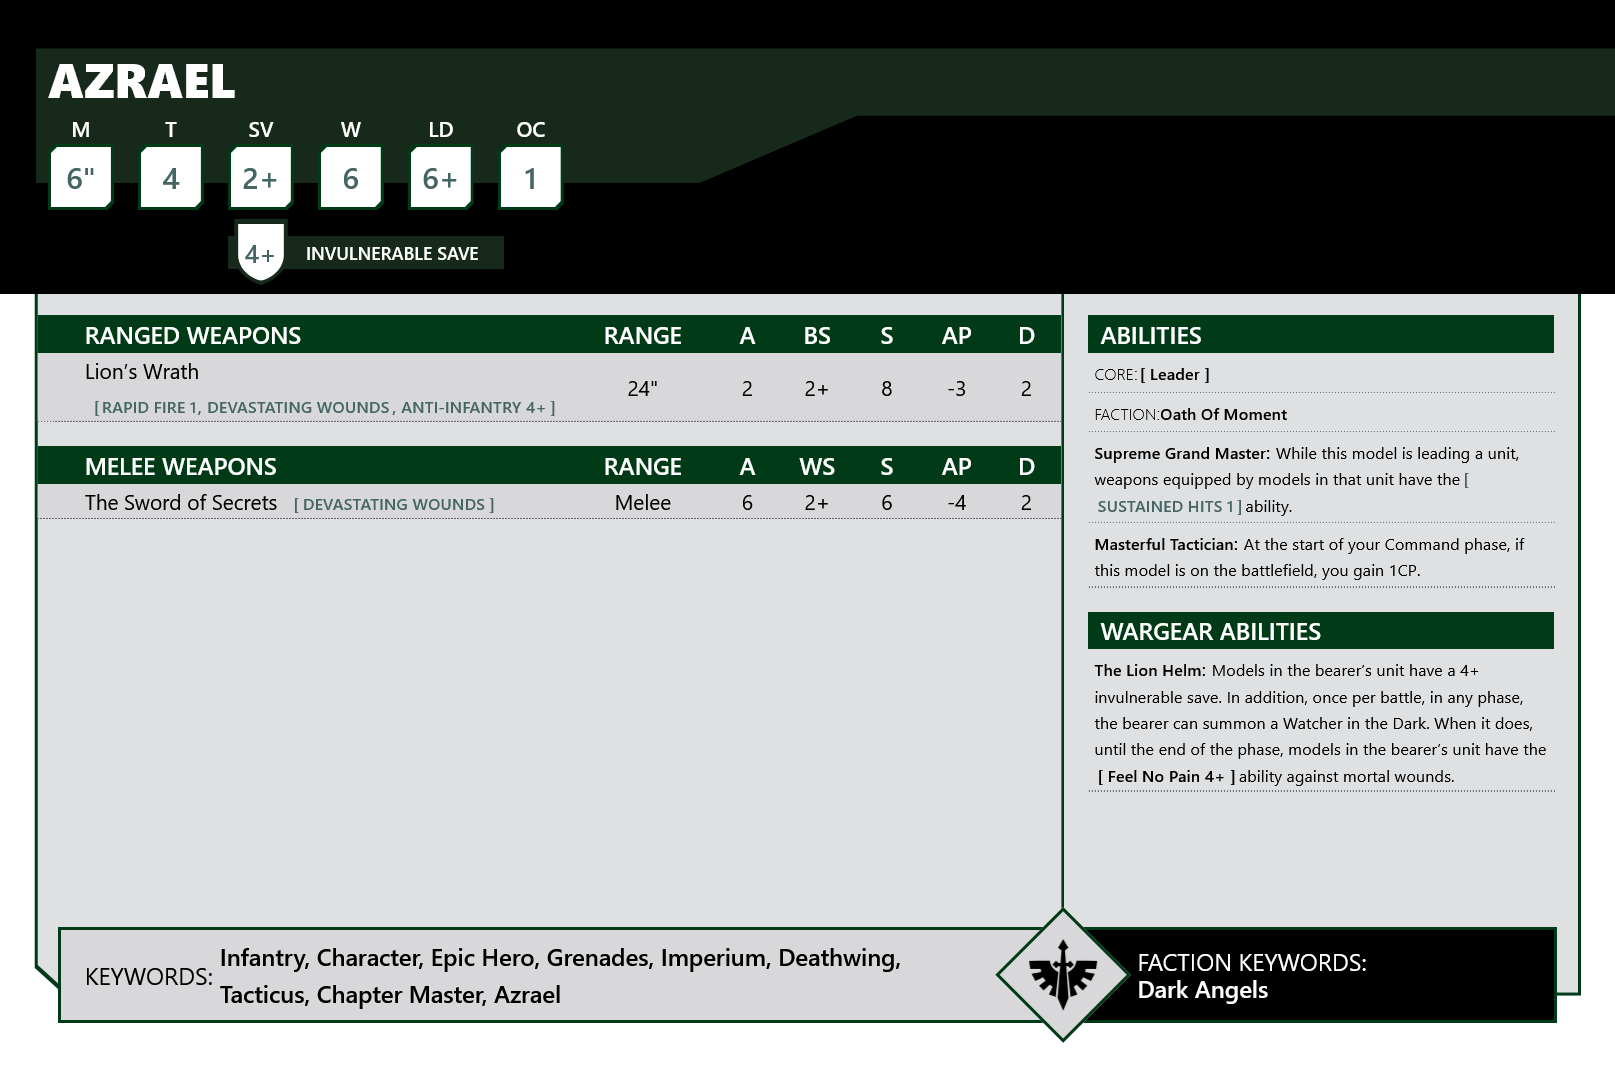 AZRAEL
M T SV W LD OC
6" 4 2+ 6 6+ 1
4+ INVULNERABLE SAVE
RANGED WEAPONS RANGE A BS S AP D
Lion's Wrath
[ RAPID FIRE 1, DEVASTATING WOUNDS , ANTI-INFANTRY 4+ ] 24" 2 2+ 8 -3 2
MELEE WEAPONS RANGE A WS S AP D
The Sword of Secrets [ DEVASTATING WOUNDS ] Melee 6 2+ 6 -4 2
ABILITIES
CORE: [ Leader ]
FACTION:Oath Of Moment
Supreme Grand Master: While this model is leading a unit,
weapons equipped by models in that unit have the [
SUSTAINED HITS 1 ] ability.
Masterful Tactician: At the start of your Command phase, if
this model is on the battlefield, you gain 1CP.
WARGEAR ABILITIES
The Lion Helm: Models in the bearer's unit have a 4+
invulnerable save. In addition, once per battle, in any phase,
the bearer can summon a Watcher in the Dark. When it does,
until the end of the phase, models in the bearer's unit have the
[ Feel No Pain 4+ ] ability against mortal wounds.
KEYWORDS: Infantry, Character, Epic Hero, Grenades, Imperium, Deathwing,
Tacticus, Chapter Master, Azrael
FACTION KEYWORDS:
Dark Angels